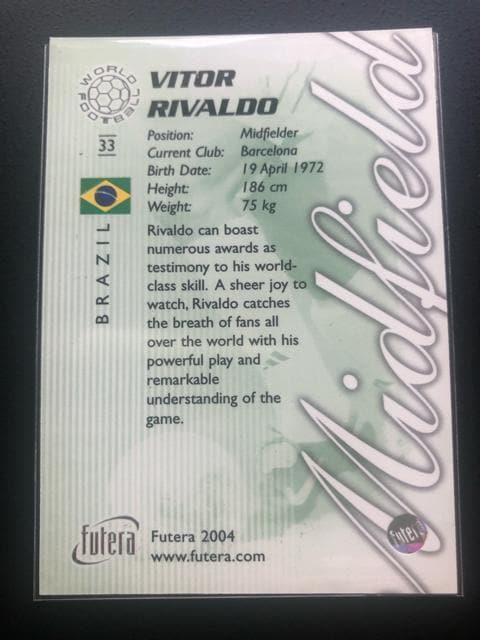 WORLD
FOOTBALL
VITOR
RIVALDO
33
Position: Midfielder
Current Club: Barcelona
Birth Date: 19 April 1972
Height: 186 cm
Weight: 75 kg
BRAZIL
Rivaldo can boast
numerous awards as
testimony to his world-
class skill. A sheer joy to
watch, Rivaldo catches
the breath of fans all
over the world with his
powerful play and
remarkable
understanding of the
game.
Midfield
futera
Futera 2004
www.futera.com
futera